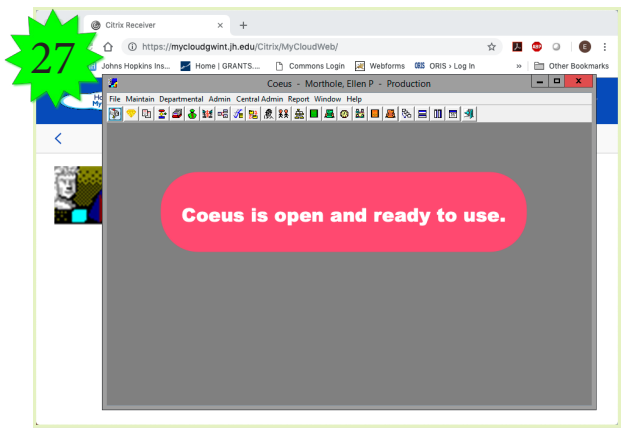 27
Citrix Receiver
https://mycloudgwint.jh.edu/Citrix/MyCloudWeb/
E
Johns Hopkins Ins...
Home | GRANTS....
Commons Login
Webforms
ORIS › Log In
»
Other Bookmarks
Coeus - Morthole, Ellen P - Production
File Maintain Departmental Admin Central Admin Report Window Help
Coeus is open and ready to use.